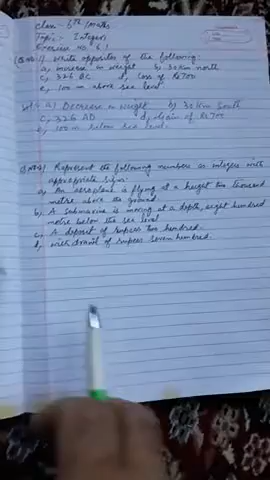 class - 6th (maths
Topic - Integers
Exercise no. 6.1
Q no. 1) Write opposites of the following:
a, increase in weight b) 30 km north
c, 326 BC d, Loss of Rs 700
e, 100 m above sea level
Sol: a) Decrease in weight b) 30 km South
c, 326 AD d, Gain of Rs 700
e, 100 m below sea level.
Q no. 2) Represent the following numbers as integers with
appropriate signs.
a, An aeroplane is flying at a height two thousand
metre above the ground.
b, A submarine is moving at a depth, eight hundred
metre below the sea level
c, A deposit of rupees two hundred.
d, withdrawl of rupees seven hundred.